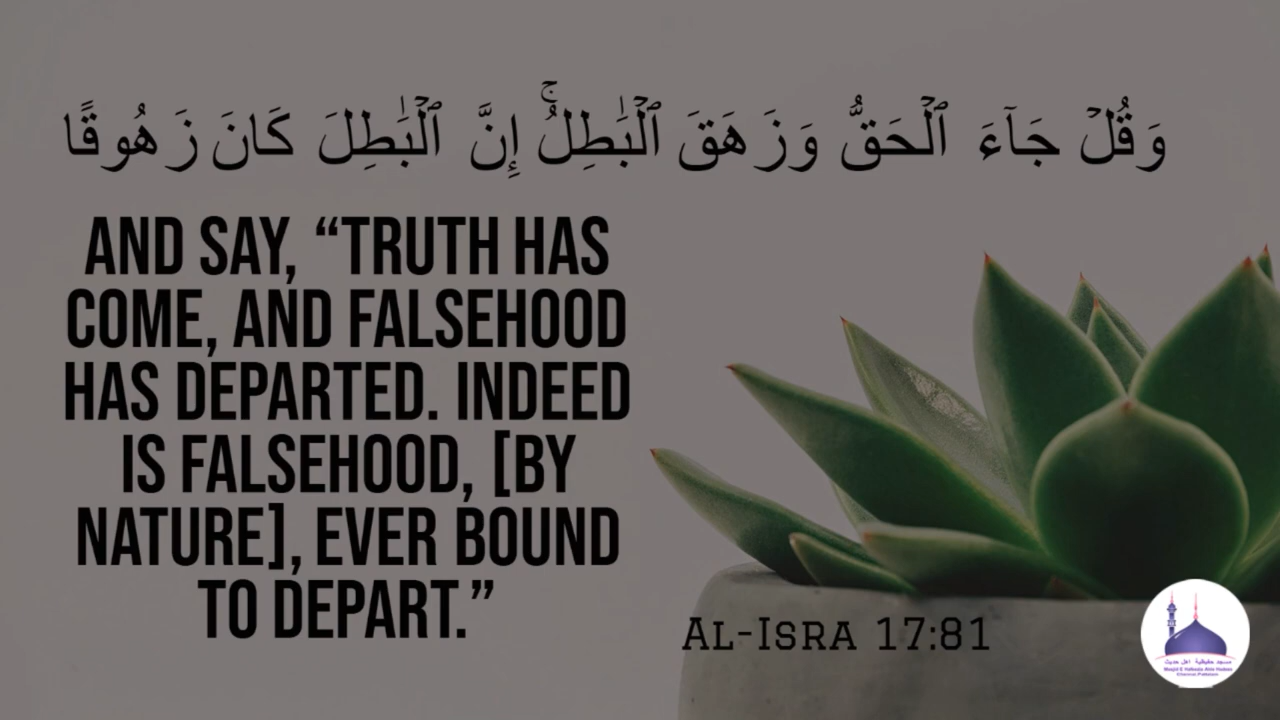 وَقُلْ جَآءَ ٱلْحَقُّ وَزَهَقَ ٱلْبَٰطِلُ ۚ إِنَّ ٱلْبَٰطِلَ كَانَ زَهُوقًا
AND SAY, “TRUTH HAS
COME, AND FALSEHOOD
HAS DEPARTED. INDEED
IS FALSEHOOD, [BY
NATURE], EVER BOUND
TO DEPART.”
AL-ISRA 17:81